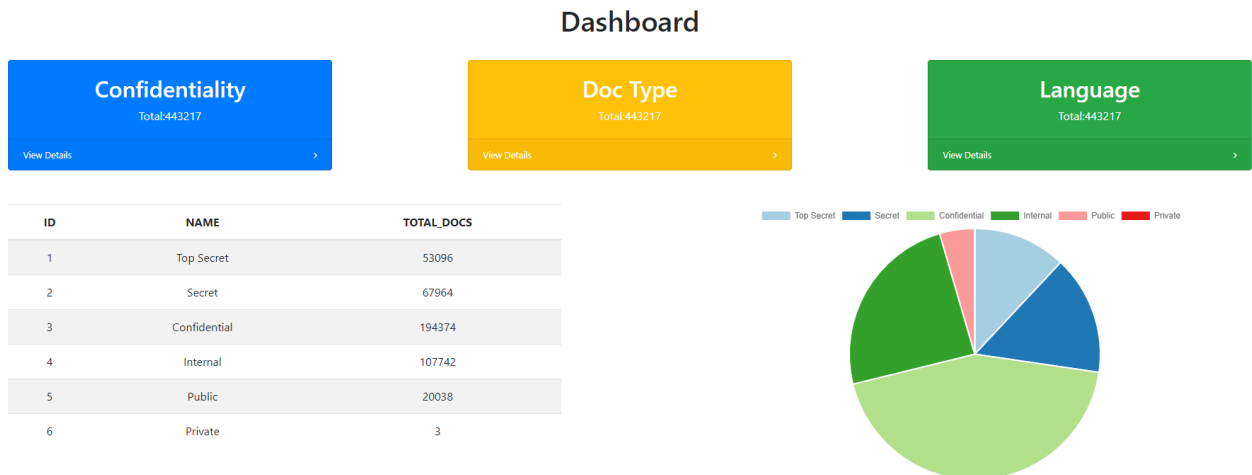 Dashboard
Confidentiality
Total:443217
View Details
Doc Type
Total:443217
View Details
Language
Total:443217
View Details
ID NAME TOTAL_DOCS
1 Top Secret 53096
2 Secret 67964
3 Confidential 194374
4 Internal 107742
5 Public 20038
6 Private 3
Top Secret Secret Confidential Internal Public Private